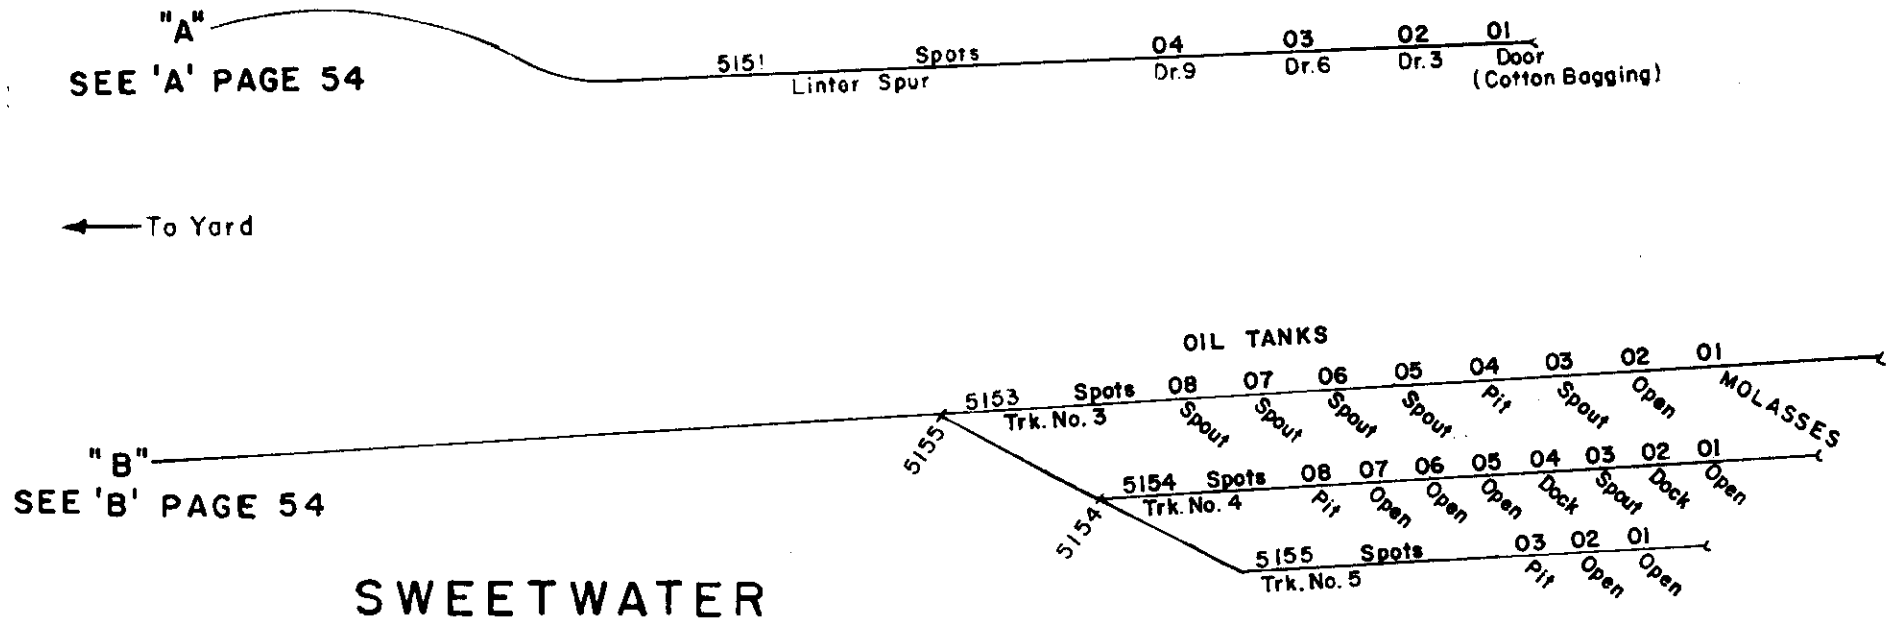 "A"
SEE 'A' PAGE 54
5151 Spots 04 03 02 01
Linter Spur Dr.9 Dr.6 Dr.3 Door
(Cotton Bagging)
To Yard
OIL TANKS
5153 Spots 08 07 06 05 04 03 02 01
Trk. No. 3 Spout Spout Spout Spout Pit Spout Open MOLASSES
5155
"B"
SEE 'B' PAGE 54
5154 Spots 08 07 06 05 04 03 02 01
Trk. No. 4 Pit Open Open Open Dock Spout Dock Open
5154
5155 Spots 03 02 01
Trk. No. 5 Pit Open Open
SWEETWATER